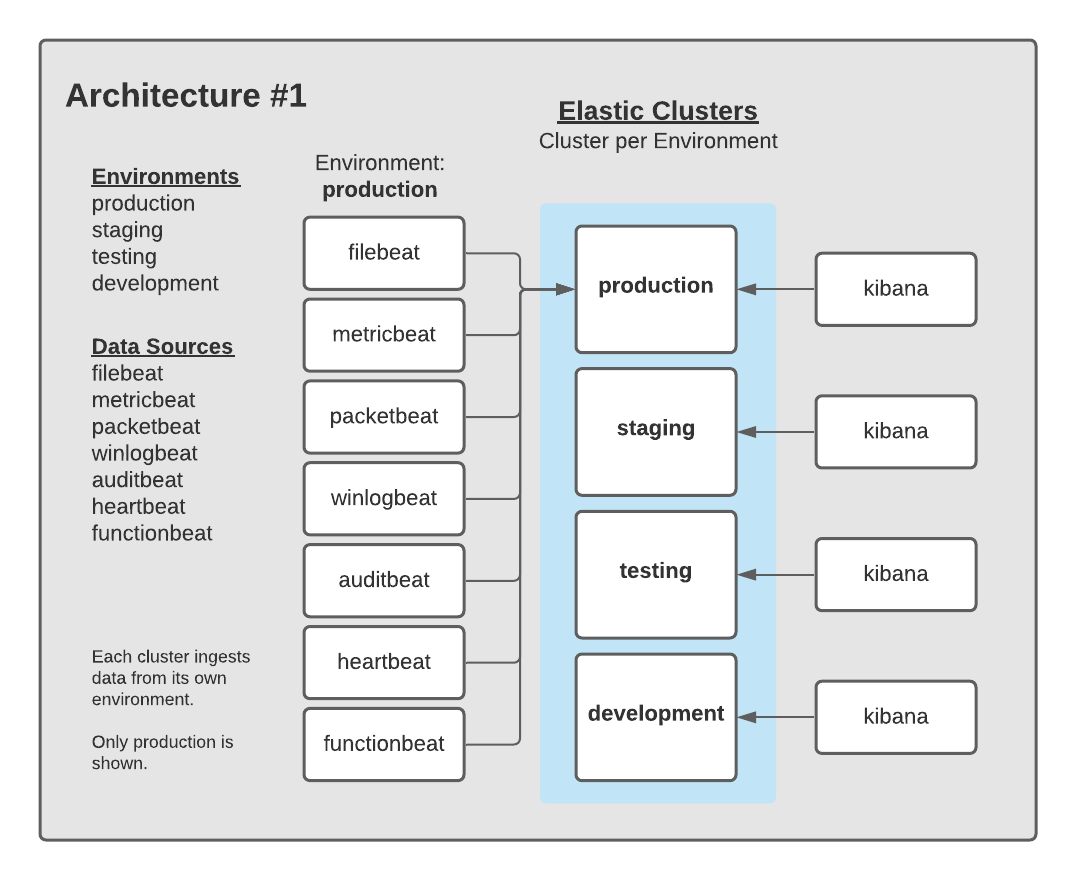 Architecture #1
Environments
production
staging
testing
development
Data Sources
filebeat
metricbeat
packetbeat
winlogbeat
auditbeat
heartbeat
functionbeat
Each cluster ingests
data from its own
environment.
Only production is
shown.
Environment:
production
filebeat
metricbeat
packetbeat
winlogbeat
auditbeat
heartbeat
functionbeat
Elastic Clusters
Cluster per Environment
production
staging
testing
development
kibana
kibana
kibana
kibana